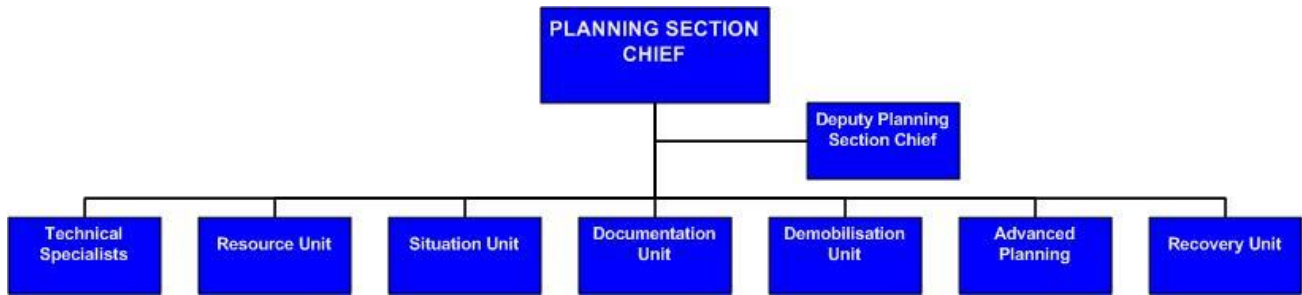 PLANNING SECTION
CHIEF
Deputy Planning
Section Chief
Technical
Specialists
Resource Unit
Situation Unit
Documentation
Unit
Demobilisation
Unit
Advanced
Planning
Recovery Unit